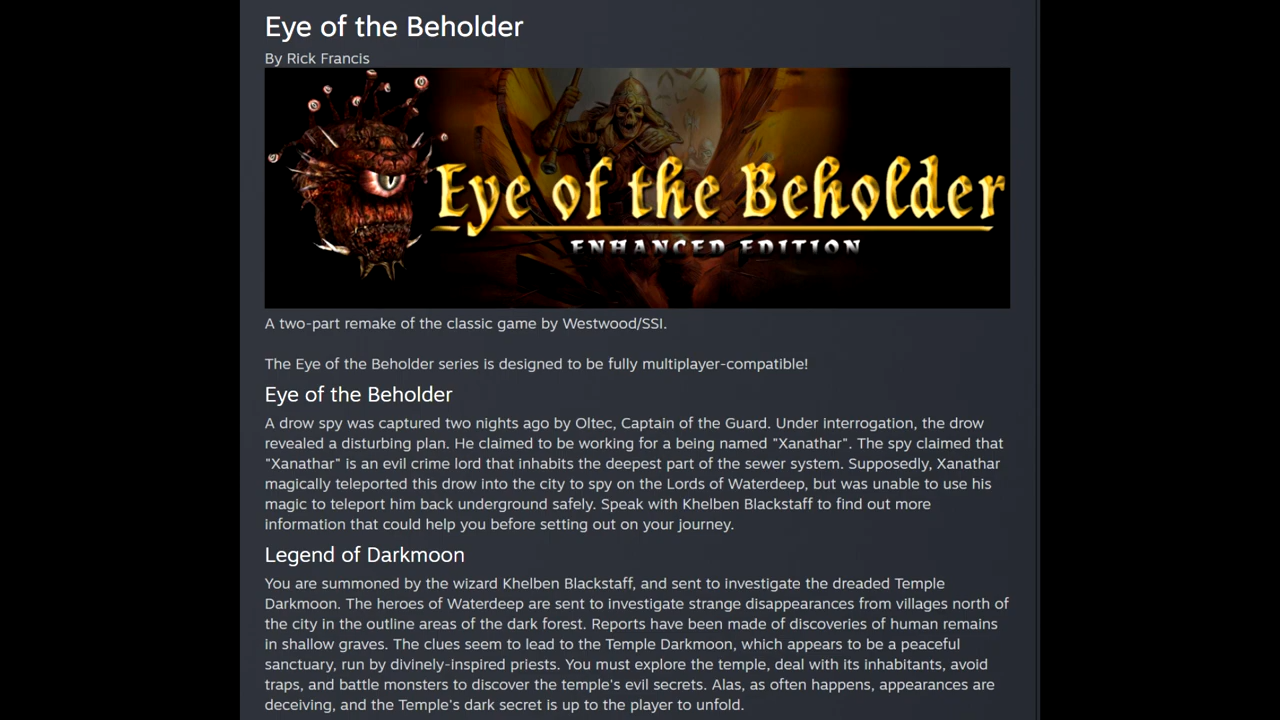 Eye of the Beholder
By Rick Francis
Eye of the Beholder
ENHANCED EDITION
A two-part remake of the classic game by Westwood/SSI.
The Eye of the Beholder series is designed to be fully multiplayer-compatible!
Eye of the Beholder
A drow spy was captured two nights ago by Oltec, Captain of the Guard. Under interrogation, the drow
revealed a disturbing plan. He claimed to be working for a being named "Xanathar". The spy claimed that
"Xanathar" is an evil crime lord that inhabits the deepest part of the sewer system. Supposedly, Xanathar
magically teleported this drow into the city to spy on the Lords of Waterdeep, but was unable to use his
magic to teleport him back underground safely. Speak with Khelben Blackstaff to find out more
information that could help you before setting out on your journey.
Legend of Darkmoon
You are summoned by the wizard Khelben Blackstaff, and sent to investigate the dreaded Temple
Darkmoon. The heroes of Waterdeep are sent to investigate strange disappearances from villages north of
the city in the outline areas of the dark forest. Reports have been made of discoveries of human remains
in shallow graves. The clues seem to lead to the Temple Darkmoon, which appears to be a peaceful
sanctuary, run by divinely-inspired priests. You must explore the temple, deal with its inhabitants, avoid
traps, and battle monsters to discover the temple's evil secrets. Alas, as often happens, appearances are
deceiving, and the Temple's dark secret is up to the player to unfold.